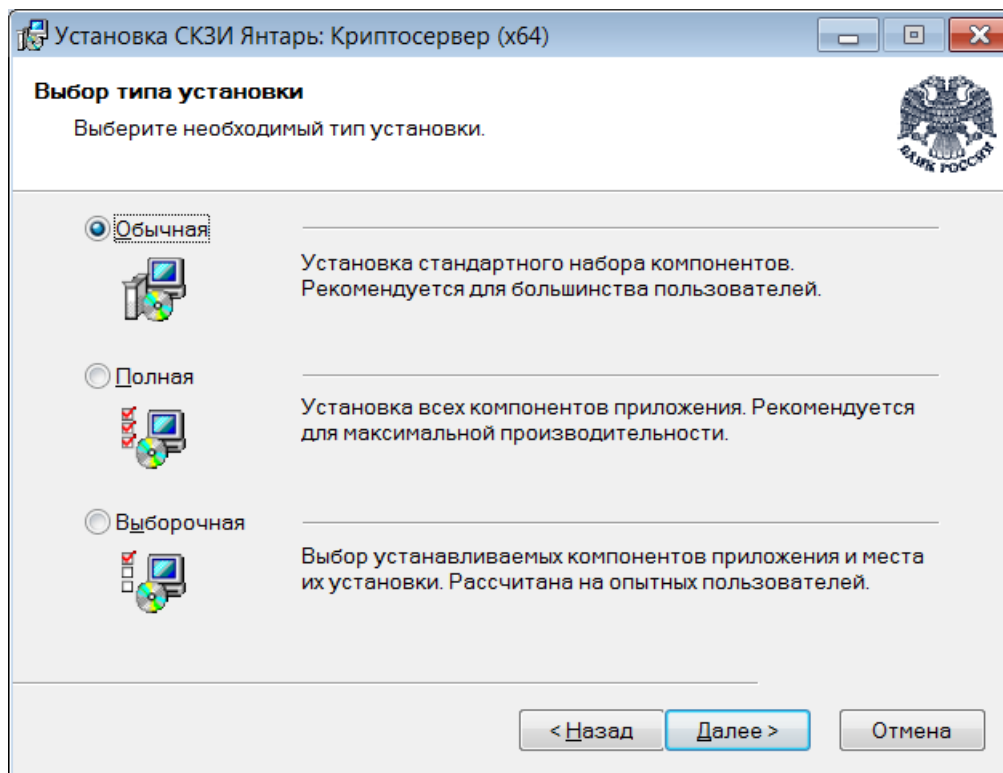 Установка СКЗИ Янтарь: Криптосервер (x64)
Выбор типа установки
Выберите необходимый тип установки.
БАНК РОССИИ
Обычная
Установка стандартного набора компонентов.
Рекомендуется для большинства пользователей.
Полная
Установка всех компонентов приложения. Рекомендуется
для максимальной производительности.
Выборочная
Выбор устанавливаемых компонентов приложения и места
их установки. Рассчитана на опытных пользователей.
< Назад
Далее >
Отмена